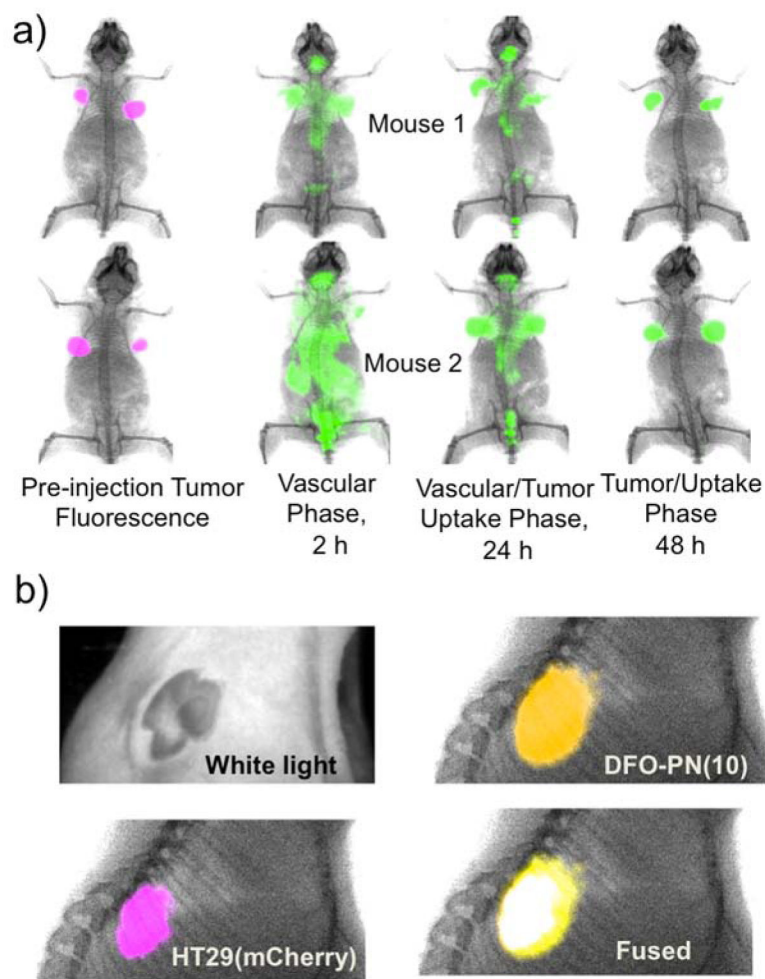 a)
Mouse 1
Mouse 2
Pre-injection Tumor
Fluorescence
Vascular
Phase,
2 h
Vascular/Tumor
Uptake Phase,
24 h
Tumor/Uptake
Phase
48 h
b)
White light
DFO-PN(10)
HT29(mCherry)
Fused